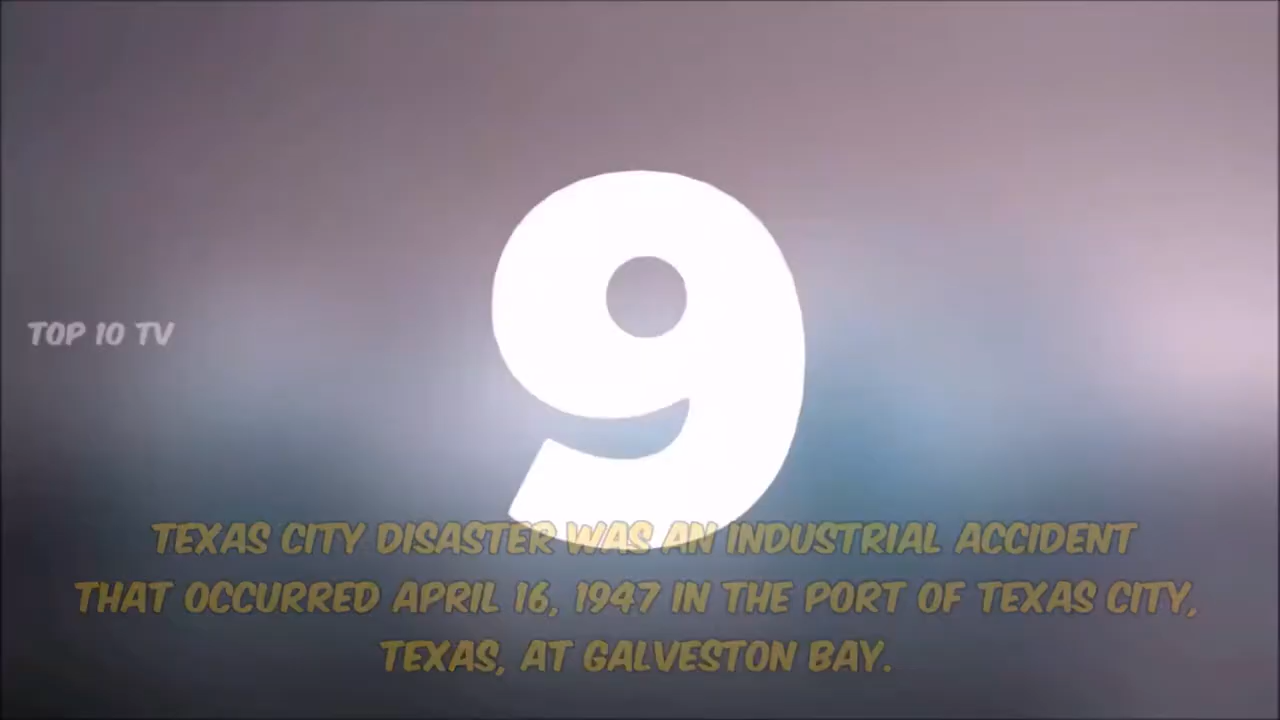 9
TOP 10 TV
TEXAS CITY DISASTER WAS AN INDUSTRIAL ACCIDENT
THAT OCCURRED APRIL 16, 1947 IN THE PORT OF TEXAS CITY,
TEXAS, AT GALVESTON BAY.